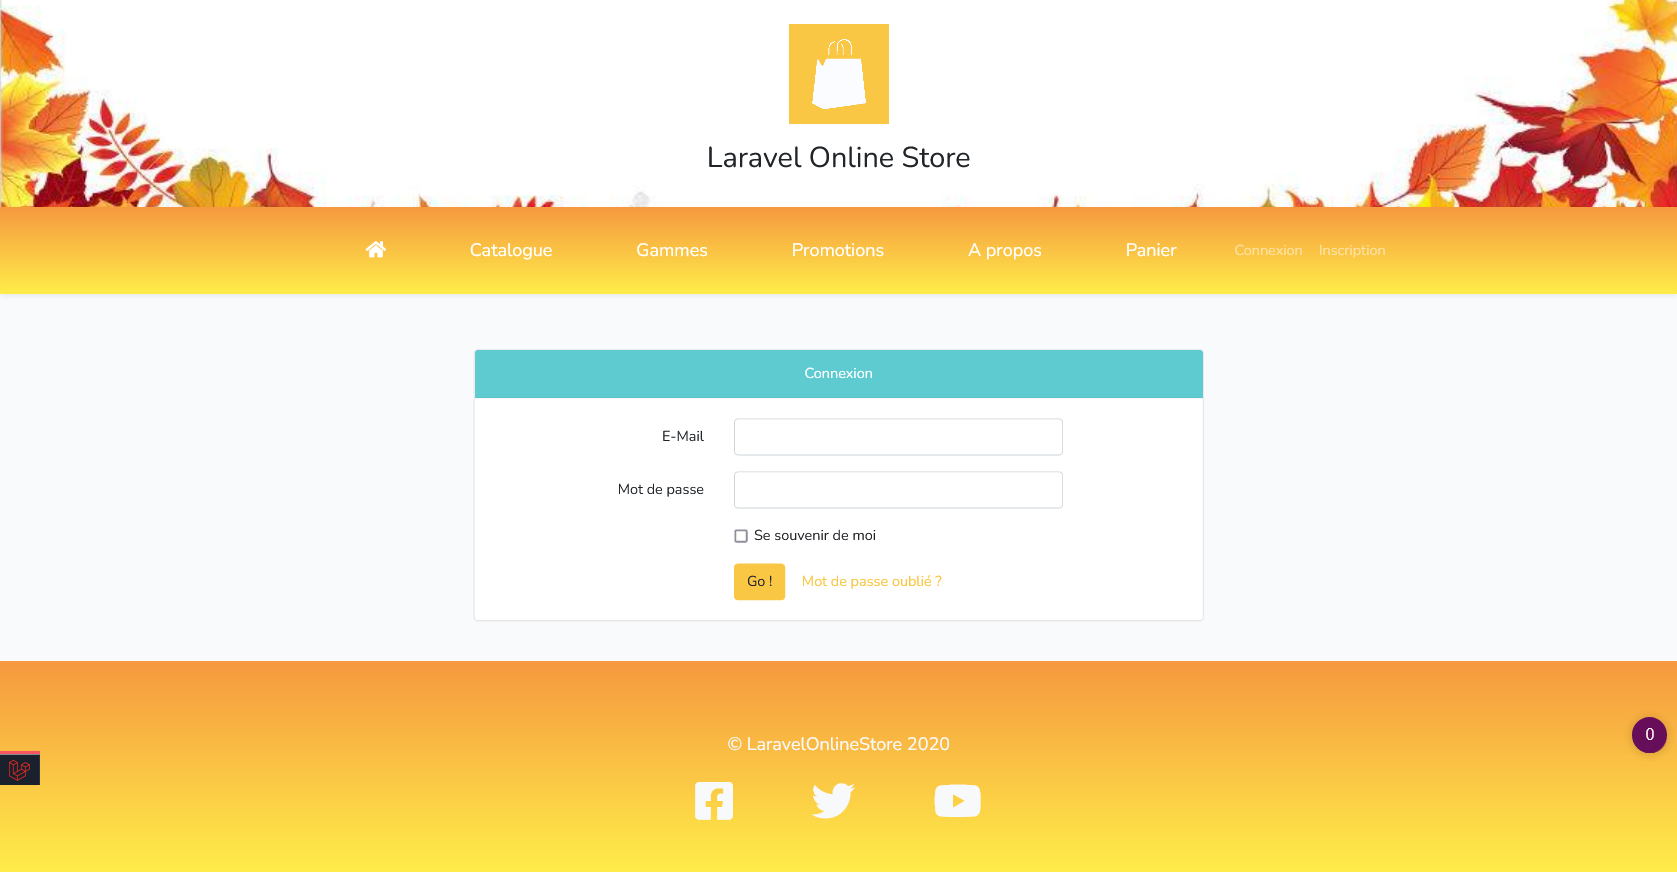 Laravel Online Store
Catalogue Gammes Promotions A propos Panier Connexion Inscription
Connexion
E-Mail
Mot de passe
Se souvenir de moi
Go ! Mot de passe oublié ?
0
© LaravelOnlineStore 2020